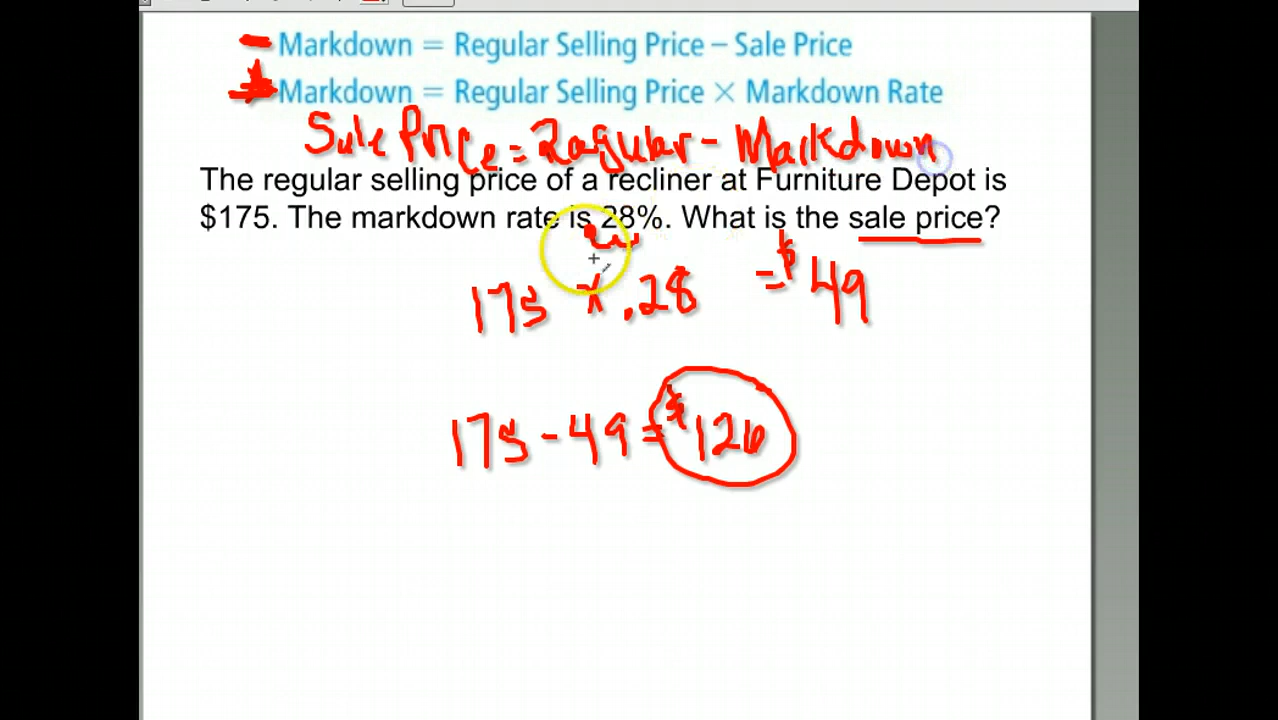 Markdown = Regular Selling Price – Sale Price
Markdown = Regular Selling Price × Markdown Rate
Sale Price = Regular - Markdown
The regular selling price of a recliner at Furniture Depot is
$175. The markdown rate is 28%. What is the sale price?
175 x .28 = $49
175 - 49 = $126